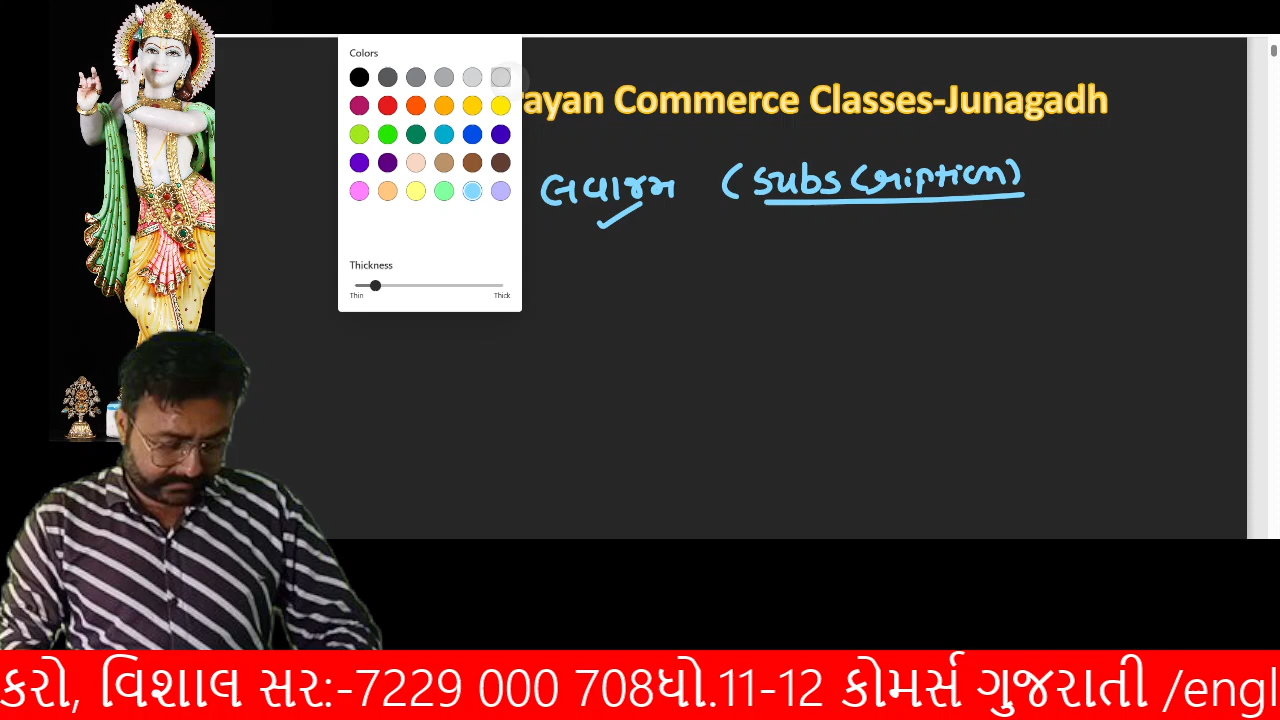 Colors
rayan Commerce Classes-Junagadh
લવાજમ (subscription)
Thickness
Thin Thick
કરો, વિશાલ સર:-7229 000 708ધો.11-12 કોમર્સ ગુજરાતી /engl